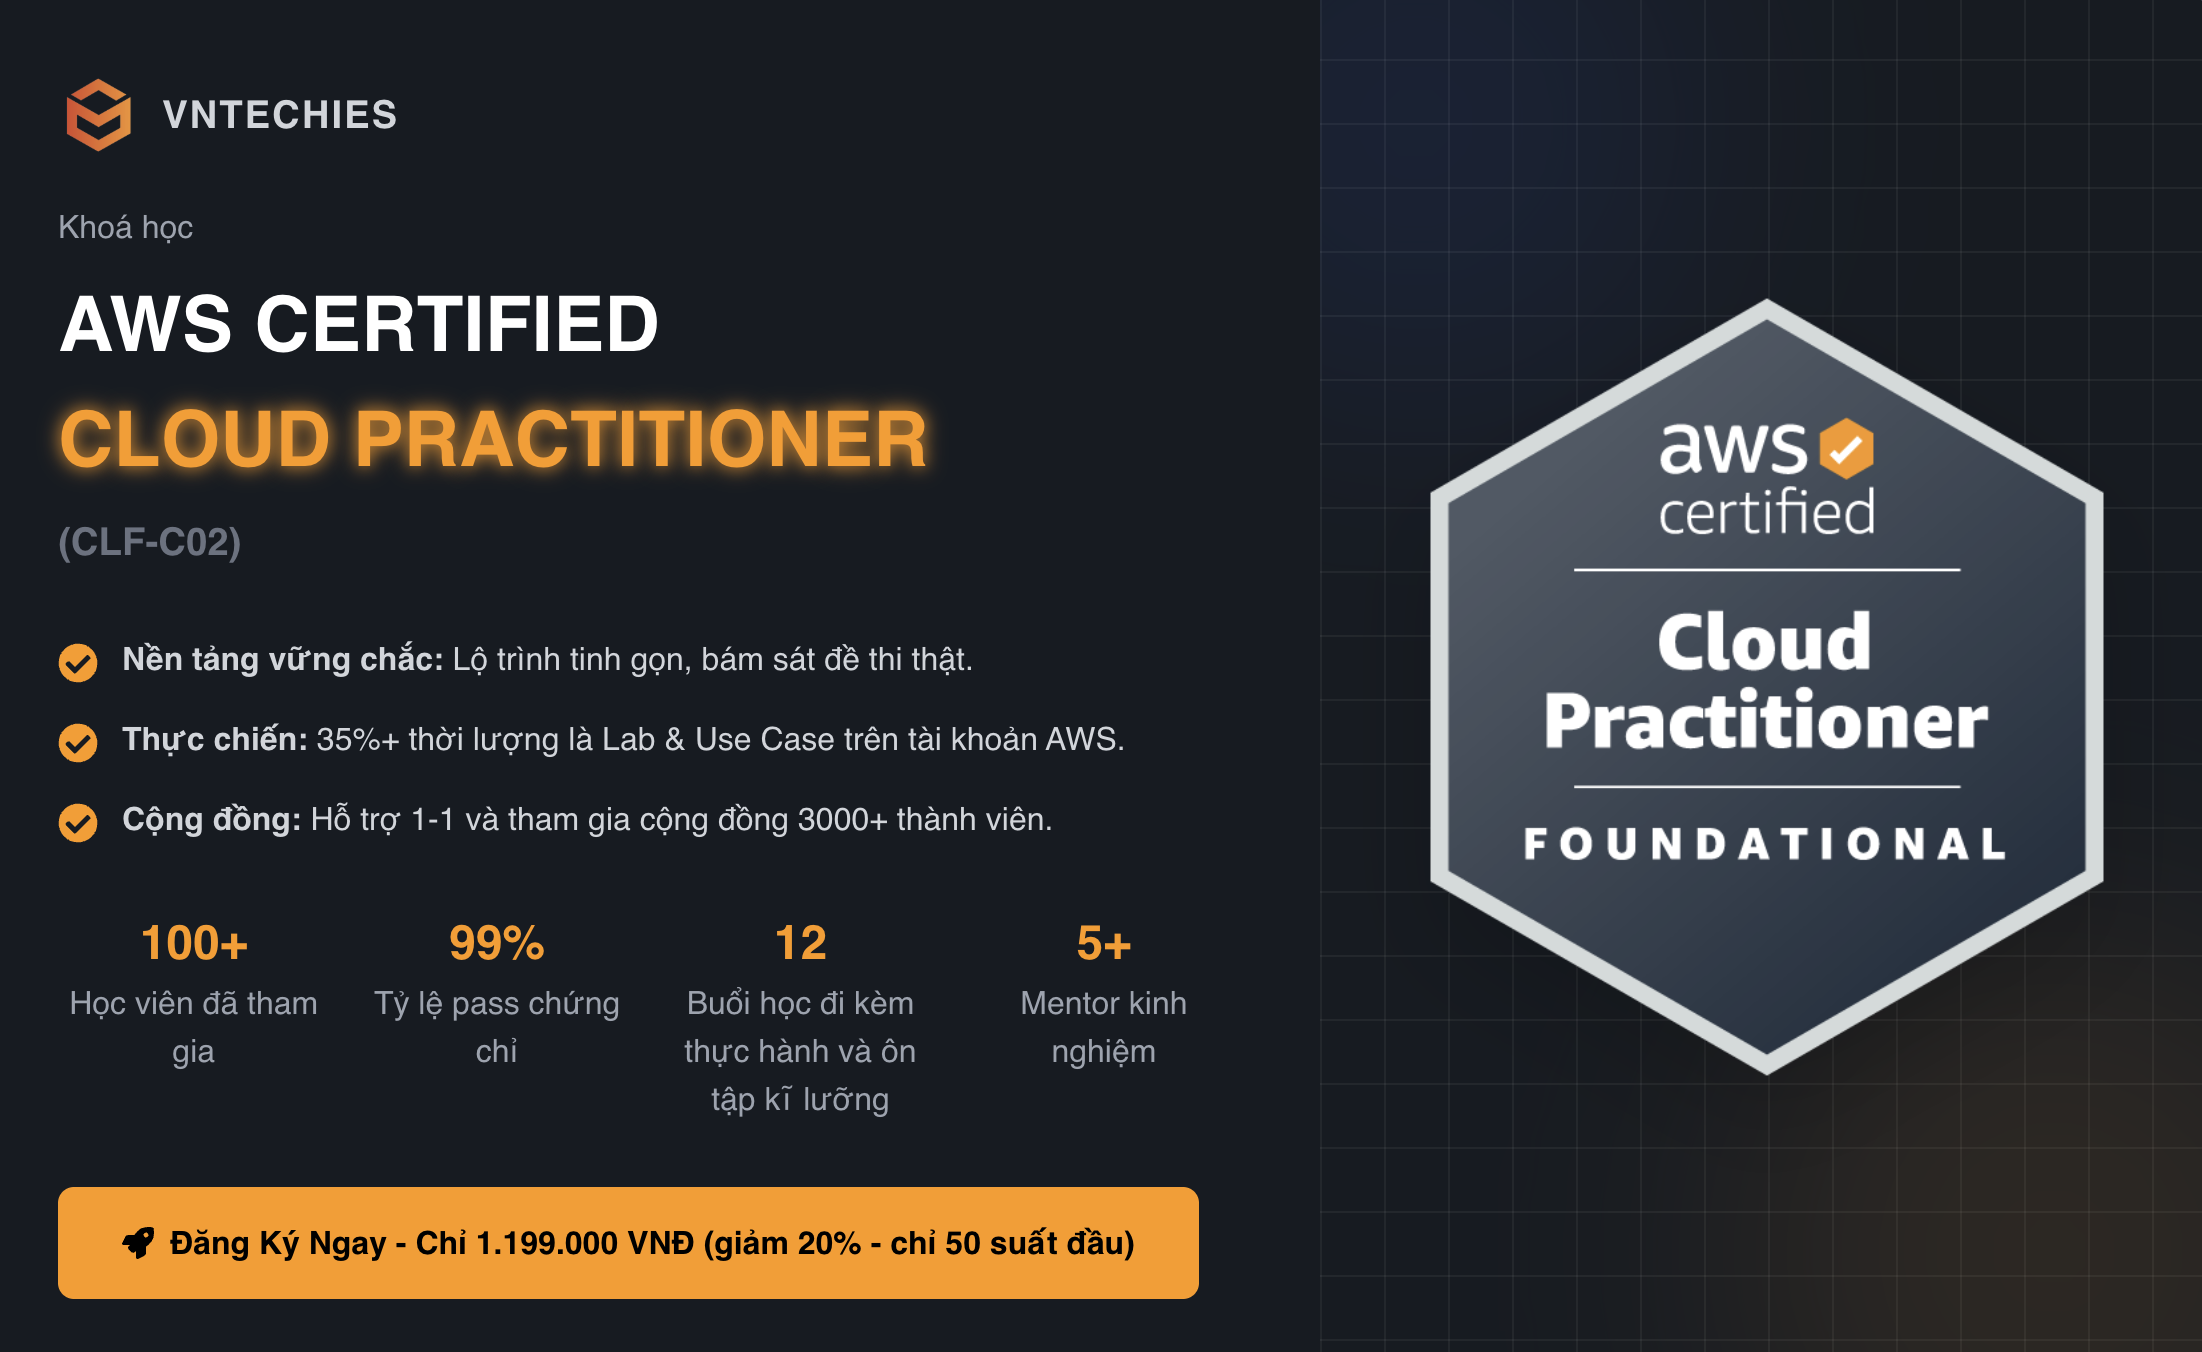 VNTECHIES
Khoá học
AWS CERTIFIED
CLOUD PRACTITIONER
(CLF-C02)
Nền tảng vững chắc: Lộ trình tinh gọn, bám sát đề thi thật.
Thực chiến: 35%+ thời lượng là Lab & Use Case trên tài khoản AWS.
Cộng đồng: Hỗ trợ 1-1 và tham gia cộng đồng 3000+ thành viên.
100+
Học viên đã tham
gia
99%
Tỷ lệ pass chứng
chỉ
12
Buổi học đi kèm
thực hành và ôn
tập kĩ lưỡng
5+
Mentor kinh
nghiệm
Đăng Ký Ngay - Chỉ 1.199.000 VNĐ (giảm 20% - chỉ 50 suất đầu)
aws
certified
Cloud
Practitioner
FOUNDATIONAL